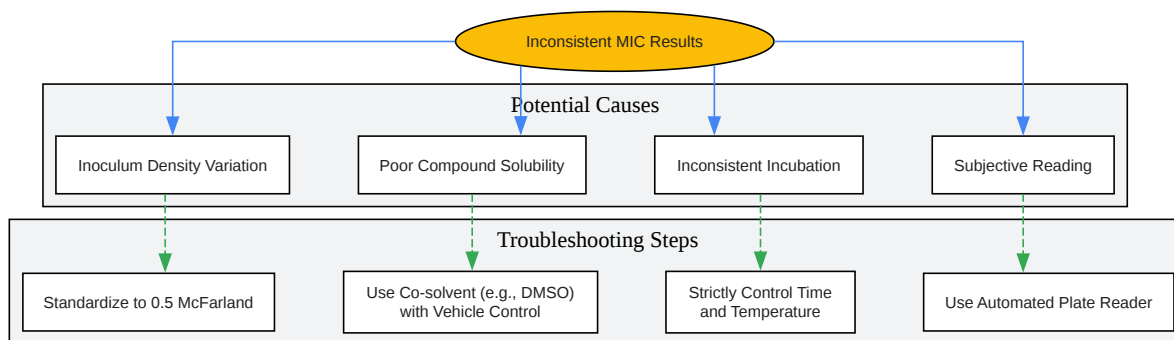 Inconsistent MIC Results
Potential Causes
Inoculum Density Variation
Poor Compound Solubility
Inconsistent Incubation
Subjective Reading
Troubleshooting Steps
Standardize to 0.5 McFarland
Use Co-solvent (e.g., DMSO)
with Vehicle Control
Strictly Control Time
and Temperature
Use Automated Plate Reader